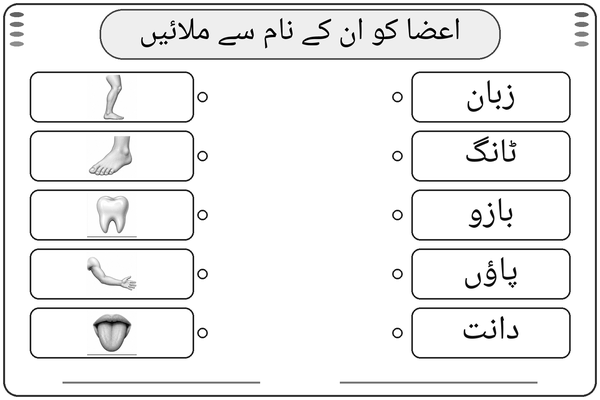 اعضا کو ان کے نام سے ملائیں
زبان
ٹانگ
بازو
پاؤں
دانت